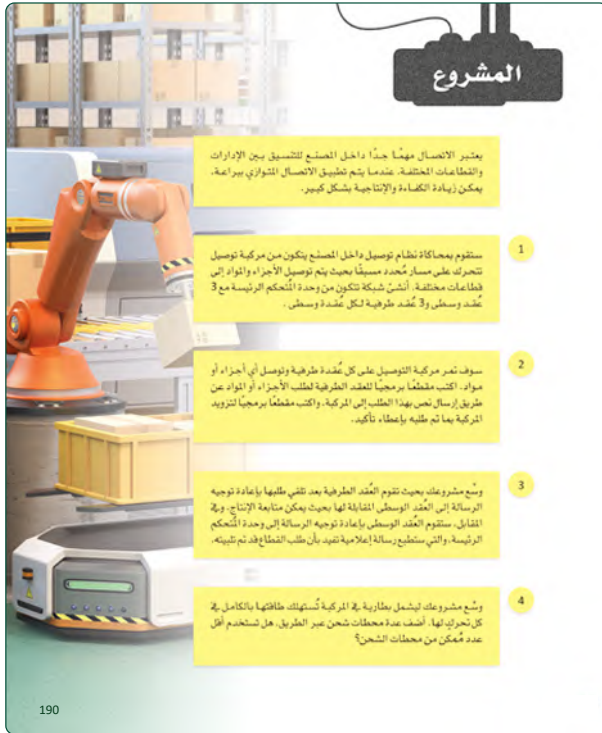 المشروع
يعتبر الاتصال مهمًا جدًا داخل المصنع للتنسيق بين الإدارات
والقطاعات المختلفة. عندما يتم تطبيق الاتصال المتوازي ببراعة،
يمكن زيادة الكفاءة والإنتاجية بشكل كبير.
1
ستقوم بمحاكاة نظام توصيل داخل المصنع يتكون من مركبة توصيل
تتحرك على مسار مُحدد مسبقًا بحيث يتم توصيل الأجزاء والمواد إلى
قطاعات مختلفة. أنشئ شبكة تتكون من وحدة المُتحكم الرئيسة مع 3
عُقد وسطى و3 عُقد طرفية لكل عُقدة وسطى.
2
سوف تمر مركبة التوصيل على كل عُقدة طرفية وتوصل أي أجزاء أو
مواد. اكتب مقطعًا برمجيًا للعقد الطرفية لطلب الأجزاء أو المواد عن
طريق إرسال نص بهذا الطلب إلى المركبة، واكتب مقطعًا برمجيًا لتزويد
المركبة بما تم طلبه بإعطاء تأكيد.
3
وسّع مشروعك بحيث تقوم العُقد الطرفية بعد تلقي طلبها بإعادة توجيه
الرسالة إلى العُقد الوسطى المقابلة لها بحيث يمكن متابعة الإنتاج. وفي
المقابل، ستقوم العُقد الوسطى بإعادة توجيه الرسالة إلى وحدة المُتحكم
الرئيسة، والتي ستطبع رسالة إعلامية تفيد بأن طلب القطاع قد تم تلبيته.
4
وسّع مشروعك ليشمل بطارية في المركبة تُستهلك طاقتها بالكامل في
كل تحرك لها. أضف عدة محطات شحن عبر الطريق. هل تستخدم أقل
عدد مُمكن من محطات الشحن؟
190